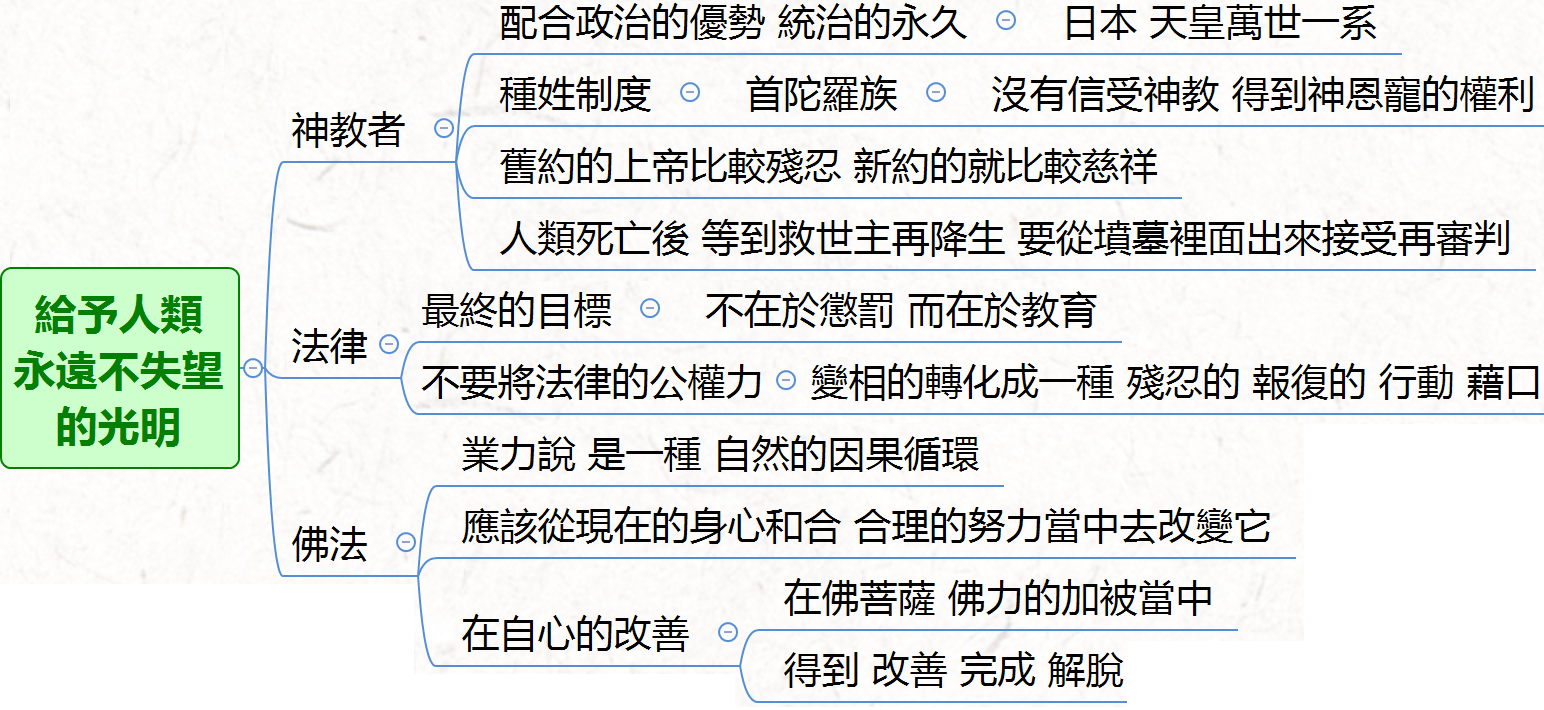 給予人類
永遠不失望
的光明
神教者
配合政治的優勢 統治的永久
日本 天皇萬世一系
種姓制度
首陀羅族
沒有信受神教 得到神恩寵的權利
舊約的上帝比較殘忍 新約的就比較慈祥
人類死亡後 等到救世主再降生 要從墳墓裡面出來接受再審判
法律
最終的目標
不在於懲罰 而在於教育
不要將法律的公權力
變相的轉化成一種 殘忍的 報復的 行動 藉口
佛法
業力說 是一種 自然的因果循環
應該從現在的身心和合 合理的努力當中去改變它
在自心的改善
在佛菩薩 佛力的加被當中
得到 改善 完成 解脫